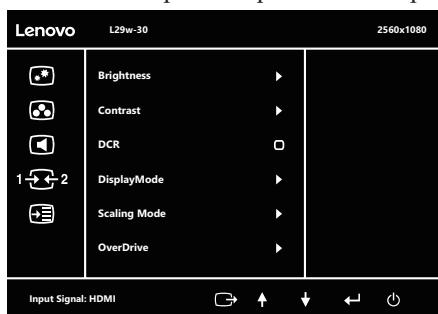 Lenovo L29w-30 2560x1080
Brightness
Contrast
DCR
DisplayMode
1 2
Scaling Mode
OverDrive
Input Signal: HDMI